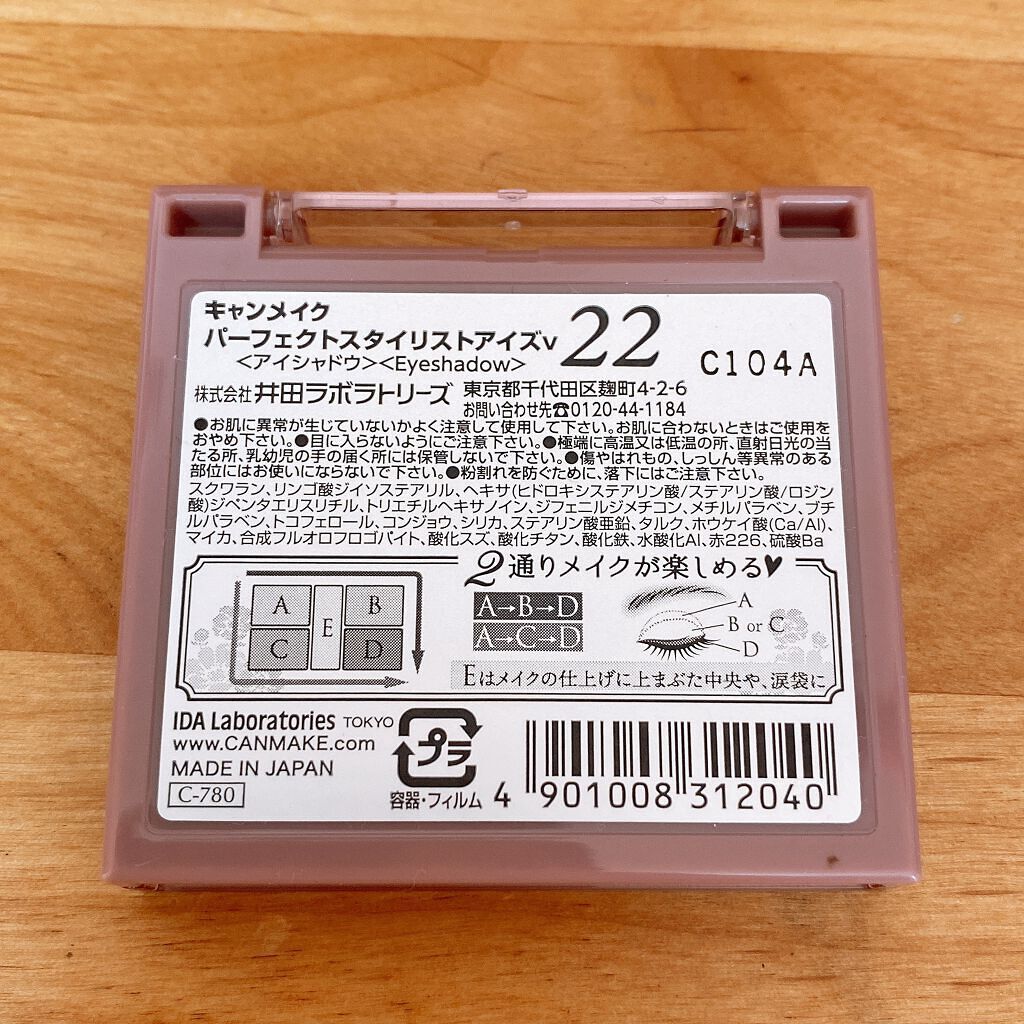 キャンメイク
パーフェクトスタイリストアイズv
<アイシャドウ><Eyeshadow>
22
C104A
株式会社 井田ラボラトリーズ 東京都千代田区麹町4-2-6
お問い合わせ先☎0120-44-1184
●お肌に異常が生じていないかよく注意して使用して下さい。お肌に合わないときはご使用を
おやめ下さい。●目に入らないようにご注意下さい。●極端に高温又は低温の所、直射日光の当
たる所、乳幼児の手の届く所には保管しないで下さい。●傷やはれもの、しっしん等異常のある
部位にはお使いにならないで下さい。●粉割れを防ぐために、落下にはご注意下さい。
スクワラン、リンゴ酸ジイソステアリル、ヘキサ(ヒドロキシステアリン酸/ステアリン酸/ロジン
酸)ジペンタエリスリチル、トリエチルヘキサノイン、ジフェニルジメチコン、メチルパラベン、ブチ
ルパラベン、トコフェロール、コンジョウ、シリカ、ステアリン酸亜鉛、タルク、ホウケイ酸(Ca/Al)、
マイカ、合成フルオロフロゴパイト、酸化スズ、酸化チタン、酸化鉄、水酸化Al、赤226、硫酸Ba
2通りメイクが楽しめる♥
A B
E
C D
A→B→D
A→C→D
A
B or C
D
Eはメイクの仕上げに上まぶた中央や、涙袋に
IDA Laboratories TOKYO
www.CANMAKE.com
MADE IN JAPAN
C-780
プラ
容器・フィルム
4 901008 312040